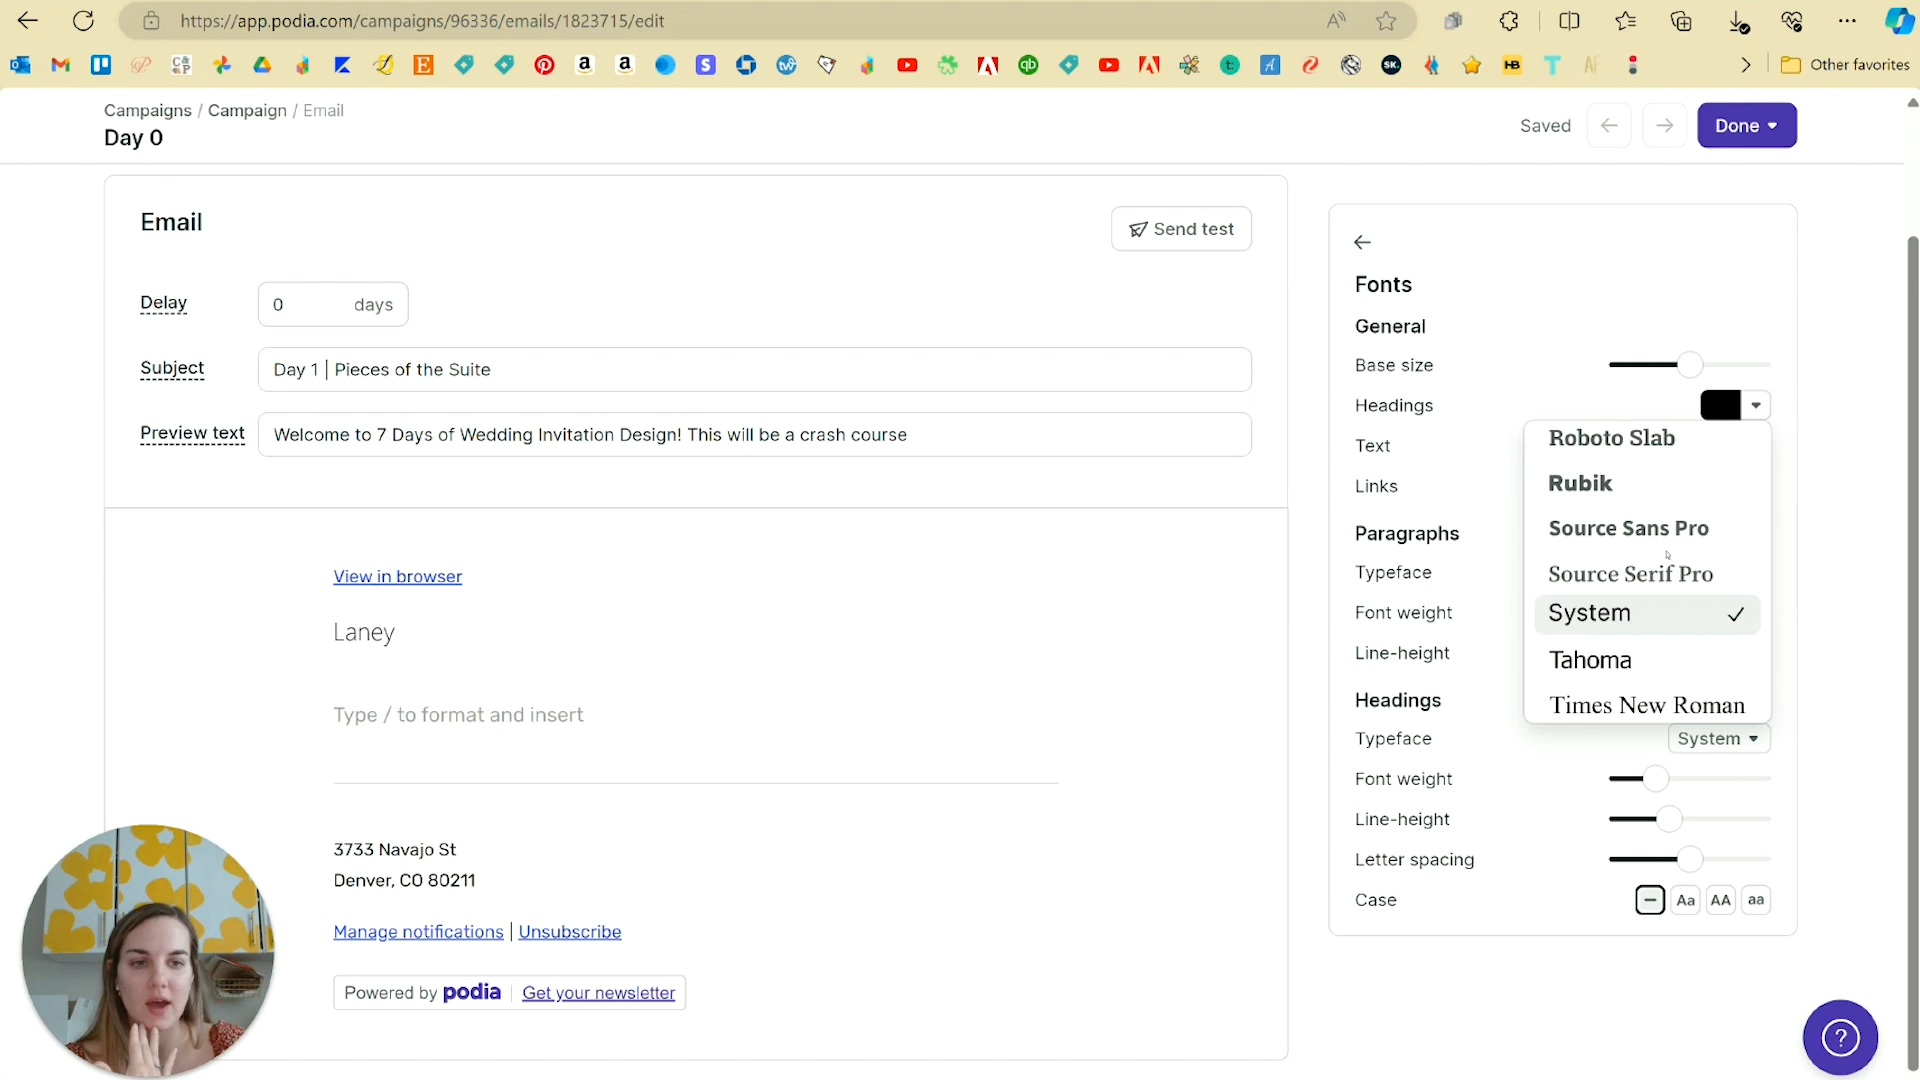 https://app.podia.com/campaigns/96336/emails/1823715/edit
Other favorites
Campaigns / Campaign / Email
Day 0
Saved
Done
Email
Send test
Delay
0 days
Subject
Day 1 | Pieces of the Suite
Preview text
Welcome to 7 Days of Wedding Invitation Design! This will be a crash course
View in browser
Laney
Type / to format and insert
3733 Navajo St
Denver, CO 80211
Manage notifications | Unsubscribe
Powered by podia
Get your newsletter
Fonts
General
Base size
Headings
Text
Links
Paragraphs
Typeface
Font weight
Line-height
Roboto Slab
Rubik
Source Sans Pro
Source Serif Pro
System
Tahoma
Times New Roman
Headings
Typeface
System
Font weight
Line-height
Letter spacing
Case
Aa
AA
aa